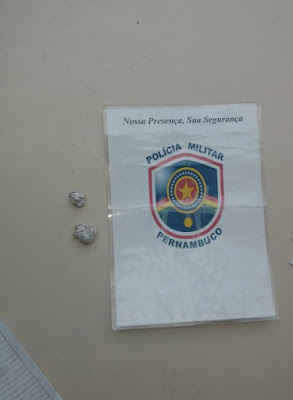 Nossa Presença, Sua Segurança
POLÍCIA MILITAR
PERNAMBUCO